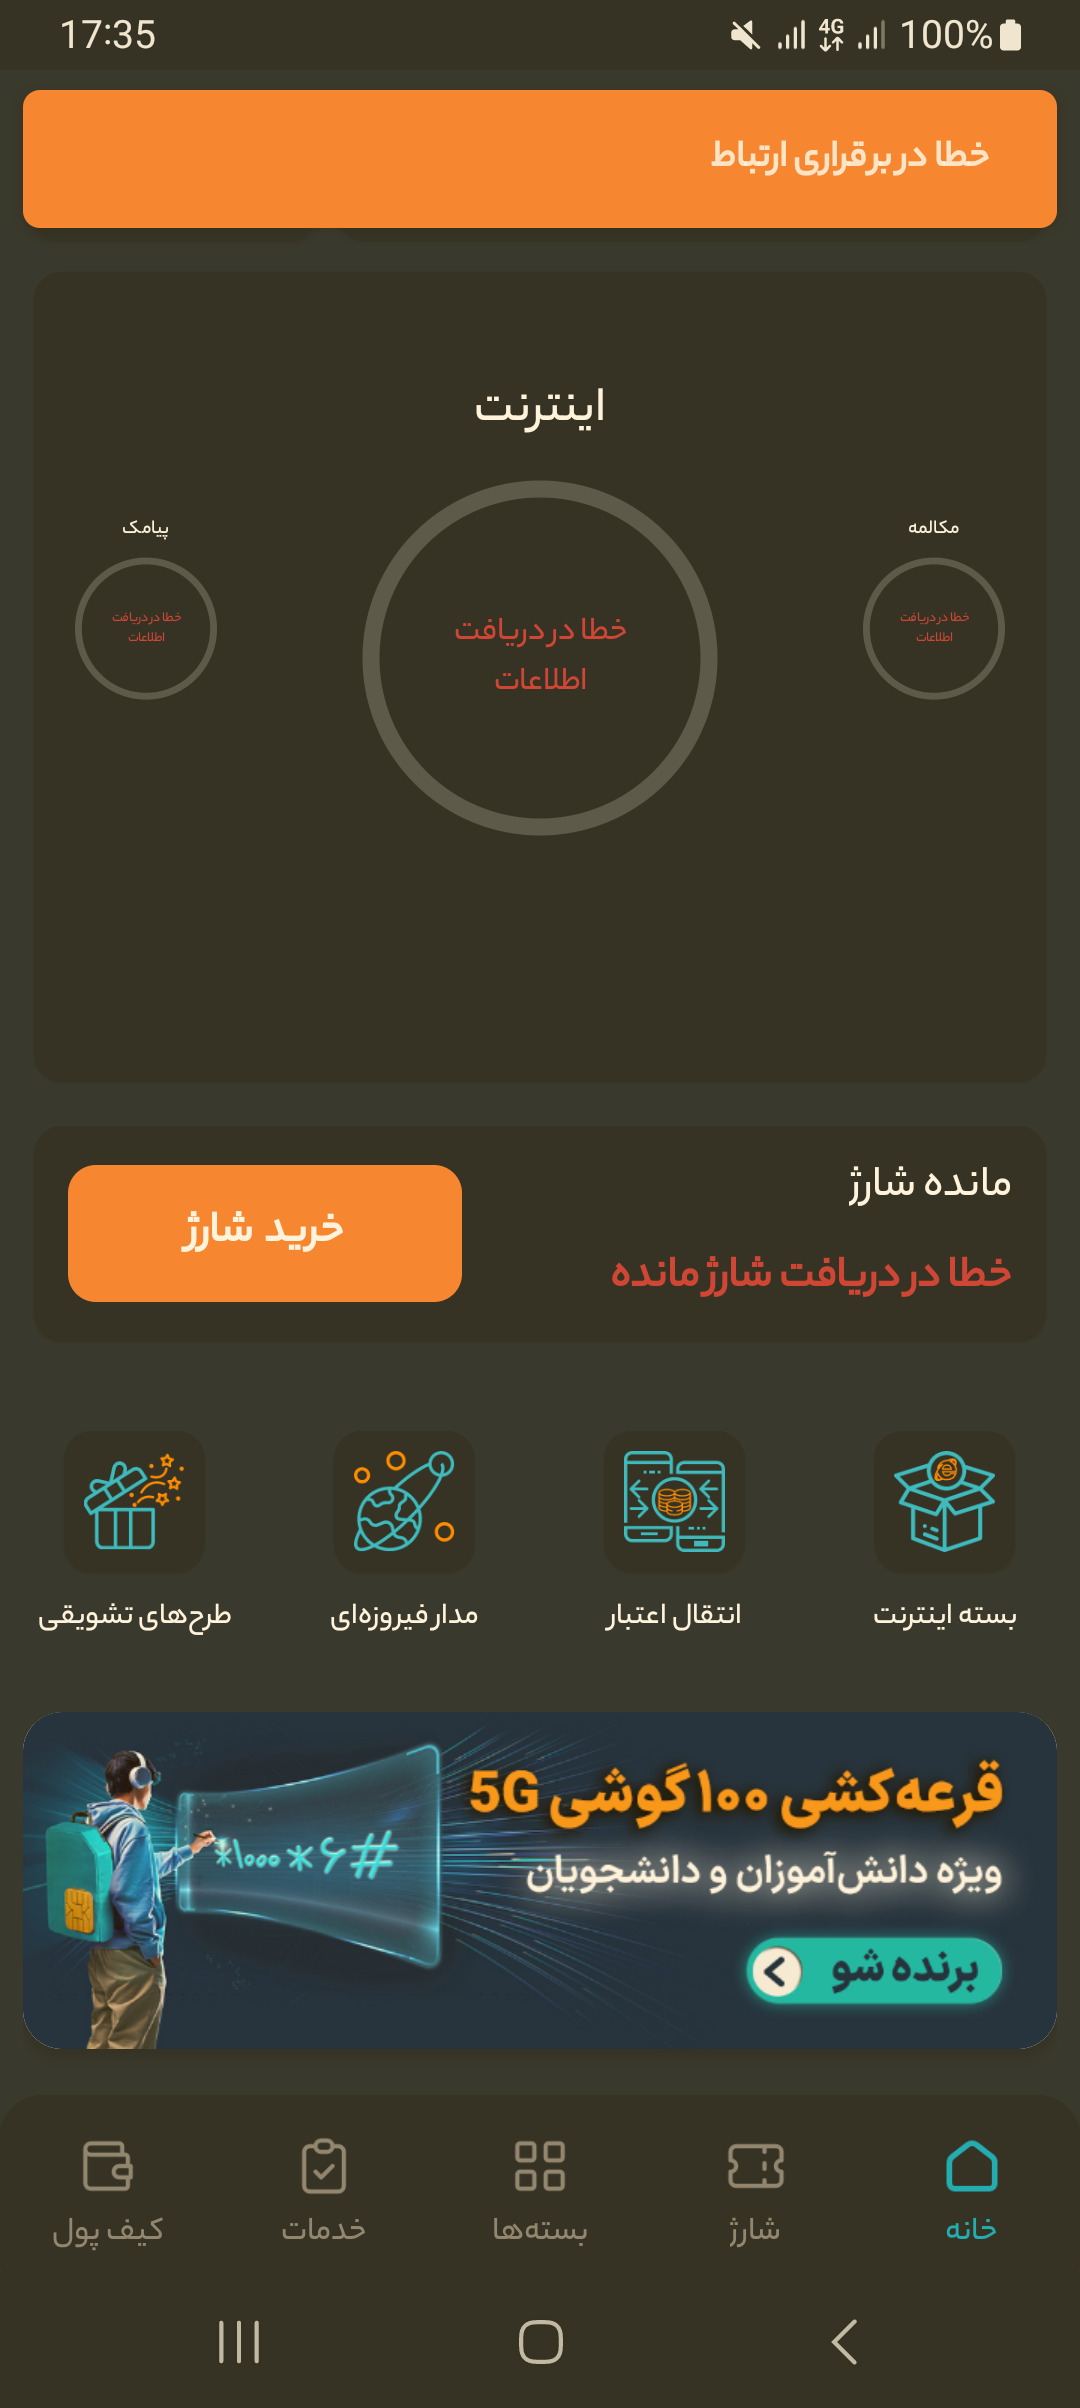 17:35
4G
100%
خطا در برقراری ارتباط
اینترنت
مکالمه
پیامک
خطا در دریافت
اطلاعات
خطا در دریافت
اطلاعات
خطا در دریافت
اطلاعات
مانده شارژ
خطا در دریافت شارژ مانده
خرید شارژ
بسته اینترنت
انتقال اعتبار
مدار فیروزه‌ای
طرح‌های تشویقی
قرعه‌کشی ۱۰۰ گوشی 5G
ویژه دانش‌آموزان و دانشجویان
*۱۰۰۰*۶#
برنده شو
خانه
شارژ
بسته‌ها
خدمات
کیف پول